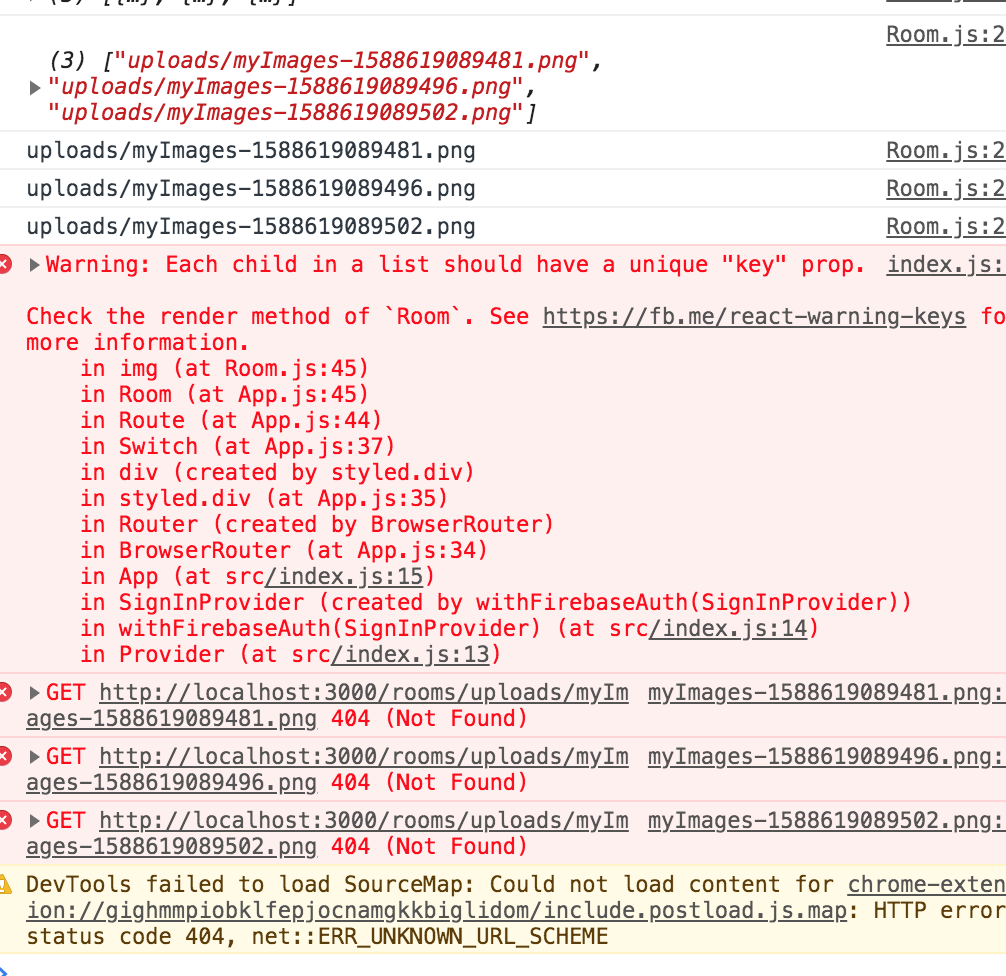 Room.js:2
(3) ["uploads/myImages-1588619089481.png",
"uploads/myImages-1588619089496.png",
"uploads/myImages-1588619089502.png"]
uploads/myImages-1588619089481.png Room.js:2
uploads/myImages-1588619089496.png Room.js:2
uploads/myImages-1588619089502.png Room.js:2
Warning: Each child in a list should have a unique "key" prop. index.js:
Check the render method of `Room`. See https://fb.me/react-warning-keys fo
more information.
in img (at Room.js:45)
in Room (at App.js:45)
in Route (at App.js:44)
in Switch (at App.js:37)
in div (created by styled.div)
in styled.div (at App.js:35)
in Router (created by BrowserRouter)
in BrowserRouter (at App.js:34)
in App (at src/index.js:15)
in SignInProvider (created by withFirebaseAuth(SignInProvider))
in withFirebaseAuth(SignInProvider) (at src/index.js:14)
in Provider (at src/index.js:13)
GET http://localhost:3000/rooms/uploads/myIm myImages-1588619089481.png:
ages-1588619089481.png 404 (Not Found)
GET http://localhost:3000/rooms/uploads/myIm myImages-1588619089496.png:
ages-1588619089496.png 404 (Not Found)
GET http://localhost:3000/rooms/uploads/myIm myImages-1588619089502.png:
ages-1588619089502.png 404 (Not Found)
DevTools failed to load SourceMap: Could not load content for chrome-exten
ion://gighmmpiobklfepjocnamgkkbiglidom/include.postload.js.map: HTTP error
status code 404, net::ERR_UNKNOWN_URL_SCHEME